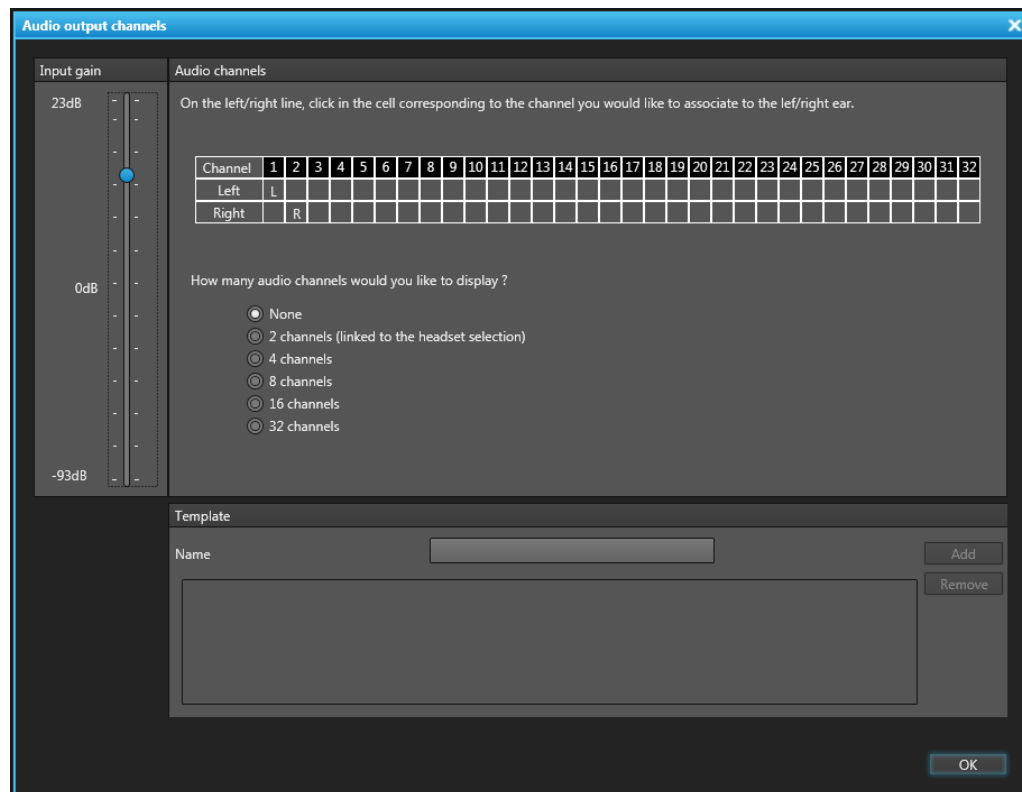 Audio output channels
Input gain
Audio channels
23dB
On the left/right line, click in the cell corresponding to the channel you would like to associate to the lef/right ear.
Channel 1 2 3 4 5 6 7 8 9 10 11 12 13 14 15 16 17 18 19 20 21 22 23 24 25 26 27 28 29 30 31 32
Left L
Right R
0dB
How many audio channels would you like to display ?
None
2 channels (linked to the headset selection)
4 channels
8 channels
16 channels
32 channels
-93dB
Template
Name
Add
Remove
OK